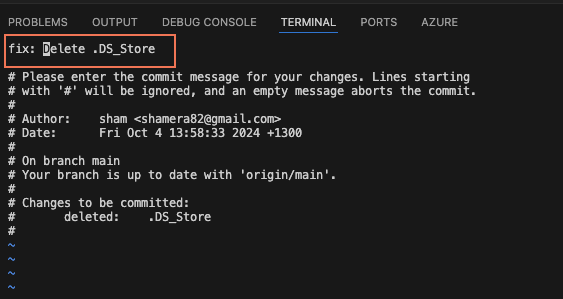 PROBLEMS OUTPUT DEBUG CONSOLE TERMINAL PORTS AZURE
fix: Delete .DS_Store
# Please enter the commit message for your changes. Lines starting
# with '#' will be ignored, and an empty message aborts the commit.
#
# Author:    sham <shamera82@gmail.com>
# Date:      Fri Oct 4 13:58:33 2024 +1300
#
# On branch main
# Your branch is up to date with 'origin/main'.
#
# Changes to be committed:
#       deleted:    .DS_Store
#
~
~
~
~